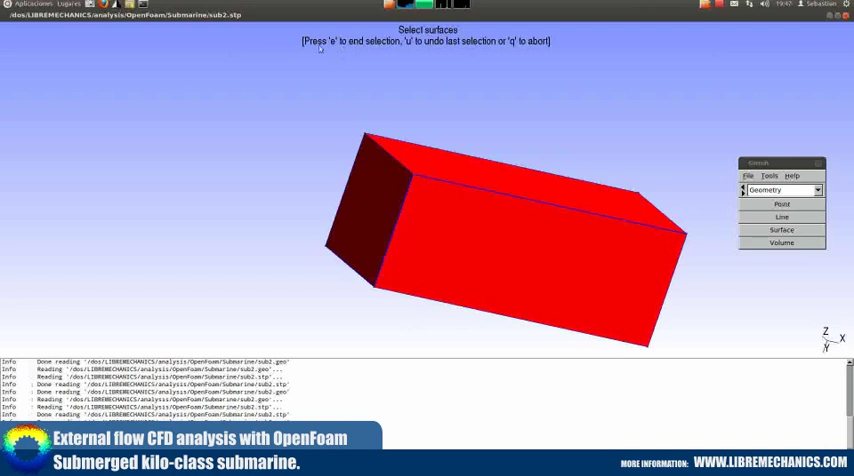 Aplicaciones Lugares
19:47 Sebastian
/dos/LIBREMECHANICS/analysis/OpenFoam/Submarine/sub2.stp
Select surfaces
[Press 'e' to end selection, 'u' to undo last selection or 'q' to abort]
Gmsh
File Tools Help
Geometry
Point
Line
Surface
Volume
Z
X
Y
Info : Done reading '/dos/LIBREMECHANICS/analysis/OpenFoam/Submarine/sub2.geo'
Info : Reading '/dos/LIBREMECHANICS/analysis/OpenFoam/Submarine/sub2.geo'...
Info : Reading '/dos/LIBREMECHANICS/analysis/OpenFoam/Submarine/sub2.stp'...
Info : Done reading '/dos/LIBREMECHANICS/analysis/OpenFoam/Submarine/sub2.stp'
Info : Done reading '/dos/LIBREMECHANICS/analysis/OpenFoam/Submarine/sub2.geo'
Info : Reading '/dos/LIBREMECHANICS/analysis/OpenFoam/Submarine/sub2.geo'...
Info : Reading '/dos/LIBREMECHANICS/analysis/OpenFoam/Submarine/sub2.stp'...
Info : Done reading '/dos/LIBREMECHANICS/analysis/OpenFoam/Submarine/sub2.stp'
External flow CFD analysis with OpenFoam
Submerged kilo-class submarine.
MORE INFORMATION: WWW.LIBREMECHANICS.COM